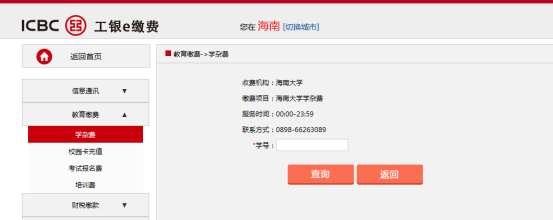 ICBC 工银e缴费
您在 海南 [切换城市]
返回首页
教育缴费->学杂费
信息通讯 ▼
教育缴费 ▲
学杂费
校园卡充值
考试报名费
培训费
财税缴款 ▼
收费机构：海南大学
缴费项目：海南大学学杂费
服务时间：00:00-23:59
联系方式：0898-66263089
*学号：
查询 返回